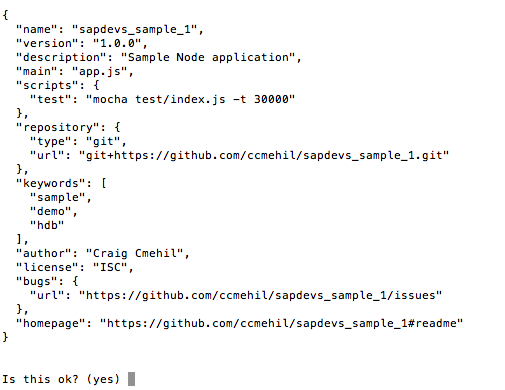 {
  "name": "sapdevs_sample_1",
  "version": "1.0.0",
  "description": "Sample Node application",
  "main": "app.js",
  "scripts": {
    "test": "mocha test/index.js -t 30000"
  },
  "repository": {
    "type": "git",
    "url": "git+https://github.com/ccmehil/sapdevs_sample_1.git"
  },
  "keywords": [
    "sample",
    "demo",
    "hdb"
  ],
  "author": "Craig Cmehil",
  "license": "ISC",
  "bugs": {
    "url": "https://github.com/ccmehil/sapdevs_sample_1/issues"
  },
  "homepage": "https://github.com/ccmehil/sapdevs_sample_1#readme"
}
Is this ok? (yes)